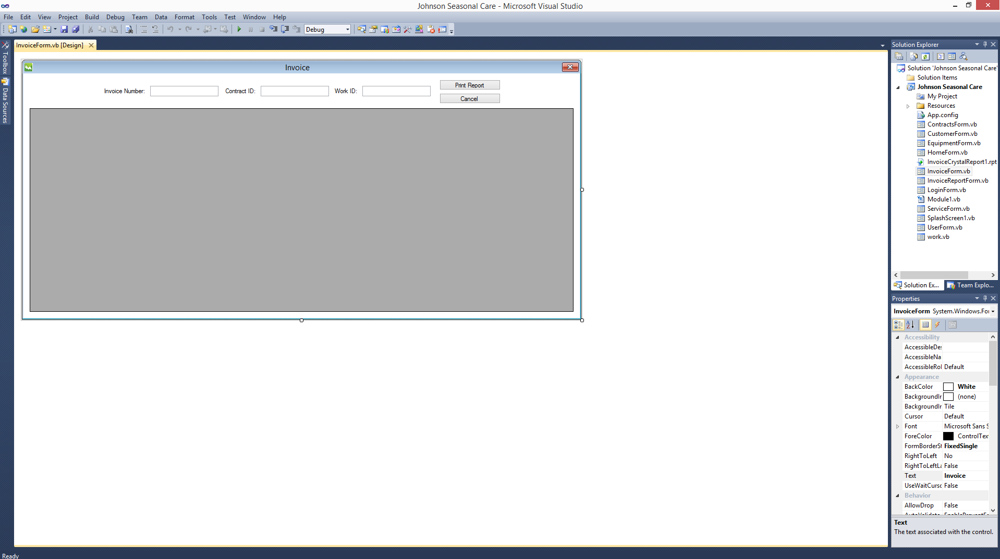 Johnson Seasonal Care - Microsoft Visual Studio
File Edit View Project Build Debug Team Data Format Tools Test Window Help
Debug
Toolbox
Data Sources
InvoiceForm.vb [Design]
Invoice
Invoice Number:
Contract ID:
Work ID:
Print Report
Cancel
Solution Explorer
Solution 'Johnson Seasonal Care'
Solution Items
Johnson Seasonal Care
My Project
Resources
App.config
ContractsForm.vb
CustomerForm.vb
EquipmentForm.vb
HomeForm.vb
InvoiceCrystalReport1.rpt
InvoiceForm.vb
InvoiceReportForm.vb
LoginForm.vb
Module1.vb
ServiceForm.vb
SplashScreen1.vb
UserForm.vb
work.vb
Solution Ex...
Team Explo...
Properties
InvoiceForm System.Windows.For
Accessibility
AccessibleDes
AccessibleNa
AccessibleRol Default
Appearance
BackColor White
BackgroundIr (none)
BackgroundIr Tile
Cursor Default
Font Microsoft Sans S
ForeColor ControlTex
FormBorderSt FixedSingle
RightToLeft No
RightToLeftLa False
Text Invoice
UseWaitCurso False
Behavior
AllowDrop False
Text
The text associated with the control.
Ready